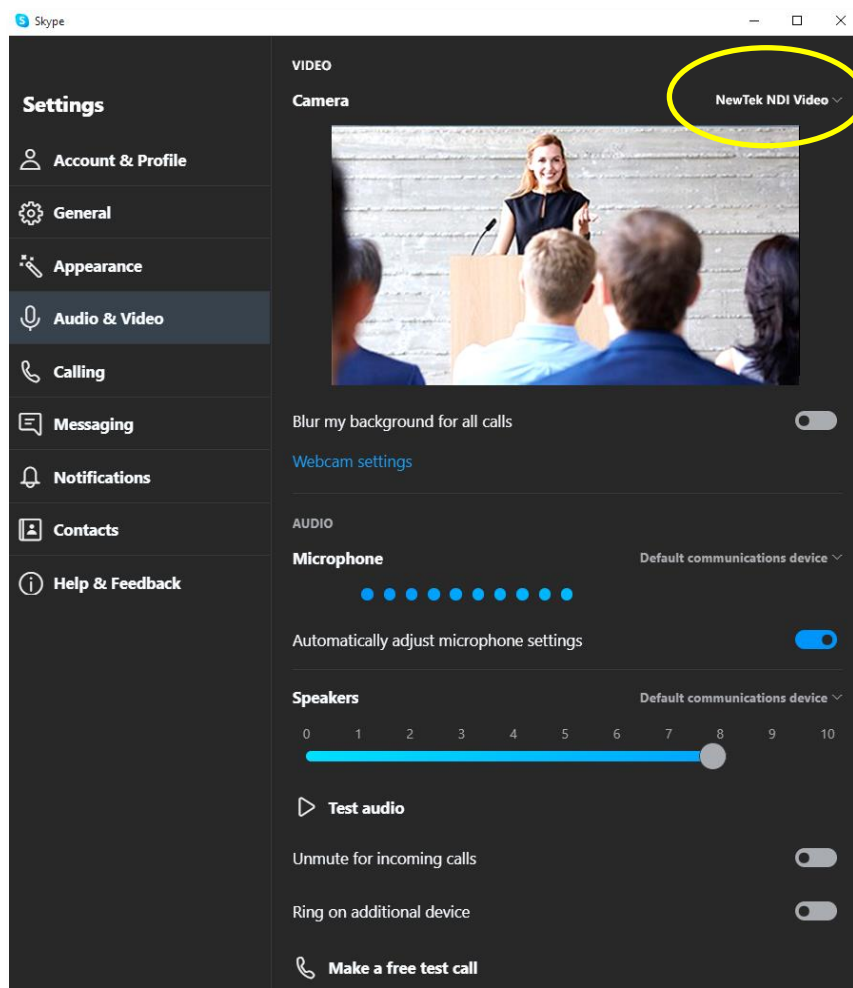 Skype
Settings
Account & Profile
General
Appearance
Audio & Video
Calling
Messaging
Notifications
Contacts
Help & Feedback
VIDEO
Camera NewTek NDI Video
Blur my background for all calls
Webcam settings
AUDIO
Microphone Default communications device
Automatically adjust microphone settings
Speakers Default communications device
0 1 2 3 4 5 6 7 8 9 10
Test audio
Unmute for incoming calls
Ring on additional device
Make a free test call